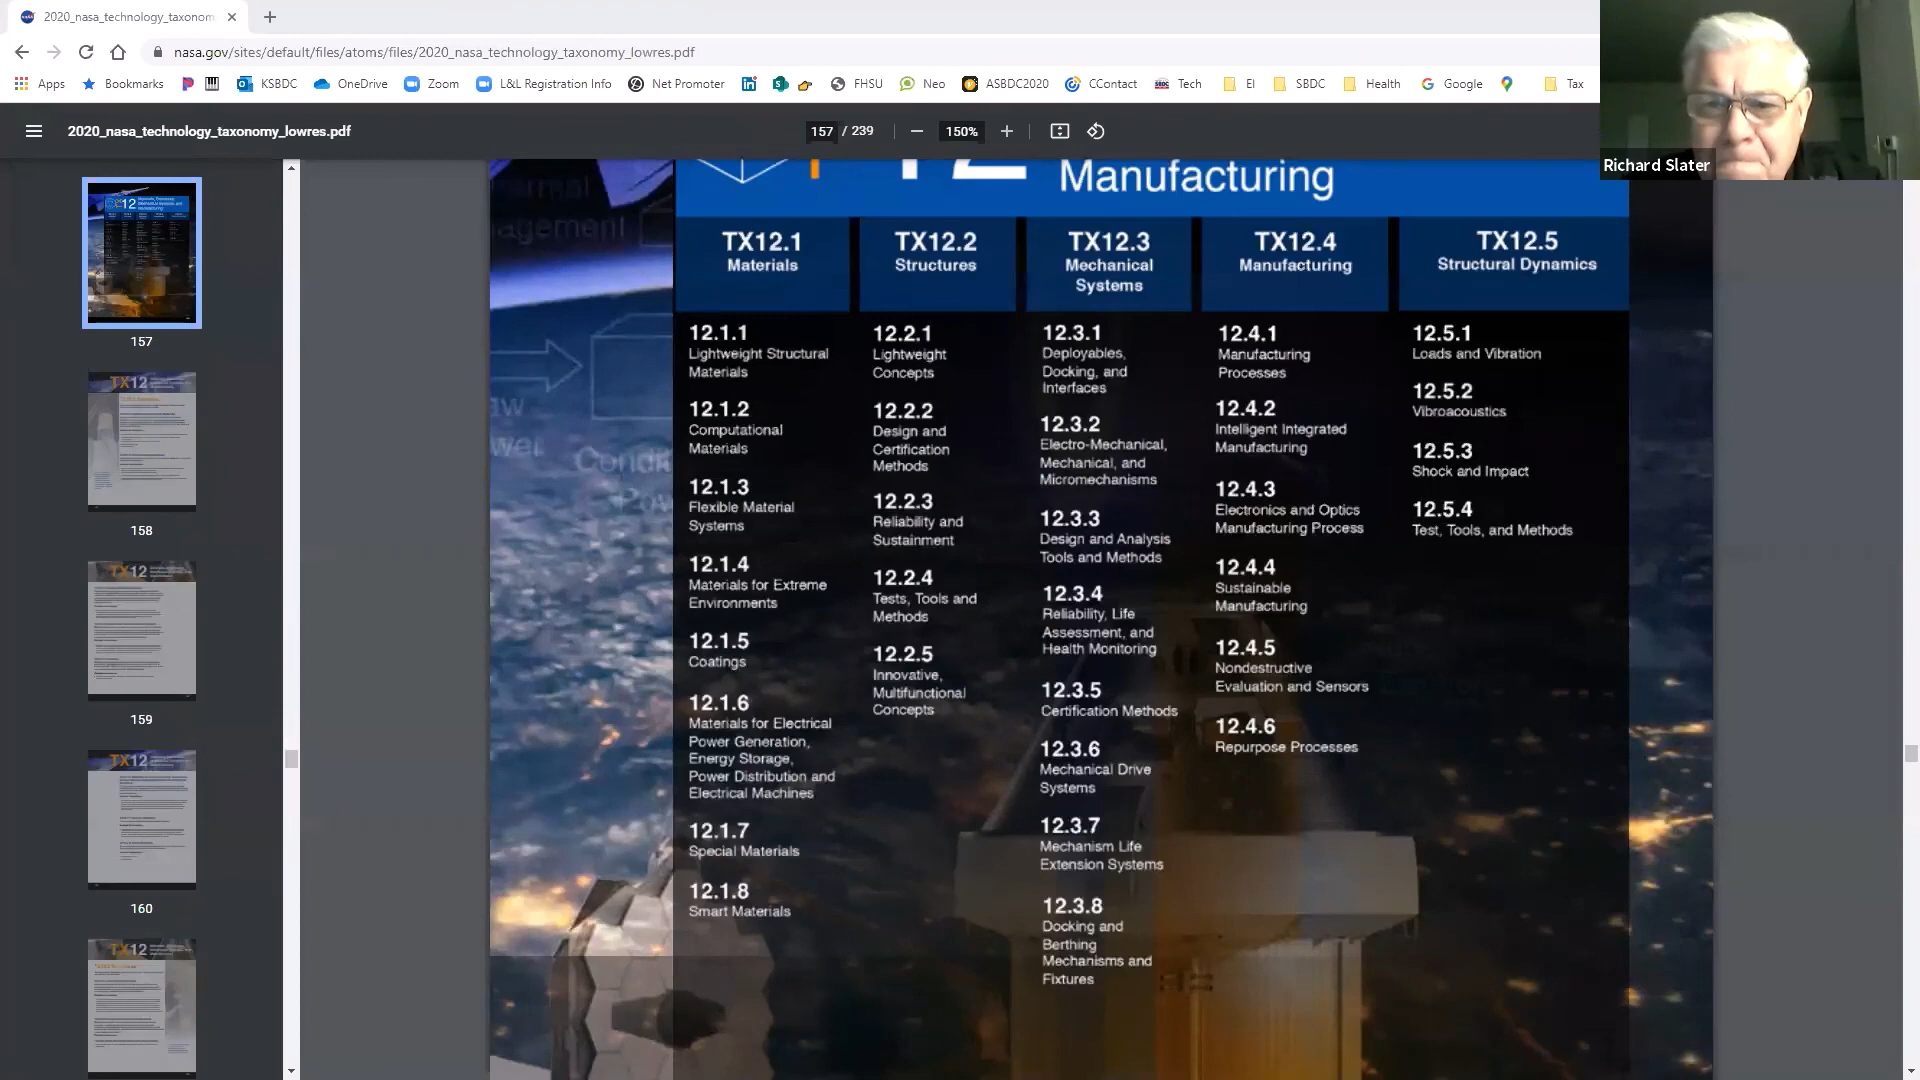 2020_nasa_technology_taxonom
nasa.gov/sites/default/files/atoms/files/2020_nasa_technology_taxonomy_lowres.pdf
Apps Bookmarks KSBDC OneDrive Zoom L&L Registration Info Net Promoter FHSU Neo ASBDC2020 CContact Tech EI SBDC Health Google Tax
2020_nasa_technology_taxonomy_lowres.pdf
157 / 239
150%
Richard Slater
157
TX12
158
TX12
159
TX12
160
TX12
12
Manufacturing
TX12.1
Materials
12.1.1
Lightweight Structural
Materials
12.1.2
Computational
Materials
12.1.3
Flexible Material
Systems
12.1.4
Materials for Extreme
Environments
12.1.5
Coatings
12.1.6
Materials for Electrical
Power Generation,
Energy Storage,
Power Distribution and
Electrical Machines
12.1.7
Special Materials
12.1.8
Smart Materials
TX12.2
Structures
12.2.1
Lightweight
Concepts
12.2.2
Design and
Certification
Methods
12.2.3
Reliability and
Sustainment
12.2.4
Tests, Tools and
Methods
12.2.5
Innovative,
Multifunctional
Concepts
TX12.3
Mechanical
Systems
12.3.1
Deployables,
Docking, and
Interfaces
12.3.2
Electro-Mechanical,
Mechanical, and
Micromechanisms
12.3.3
Design and Analysis
Tools and Methods
12.3.4
Reliability, Life
Assessment, and
Health Monitoring
12.3.5
Certification Methods
12.3.6
Mechanical Drive
Systems
12.3.7
Mechanism Life
Extension Systems
12.3.8
Docking and
Berthing
Mechanisms and
Fixtures
TX12.4
Manufacturing
12.4.1
Manufacturing
Processes
12.4.2
Intelligent Integrated
Manufacturing
12.4.3
Electronics and Optics
Manufacturing Process
12.4.4
Sustainable
Manufacturing
12.4.5
Nondestructive
Evaluation and Sensors
12.4.6
Repurpose Processes
TX12.5
Structural Dynamics
12.5.1
Loads and Vibration
12.5.2
Vibroacoustics
12.5.3
Shock and Impact
12.5.4
Test, Tools, and Methods